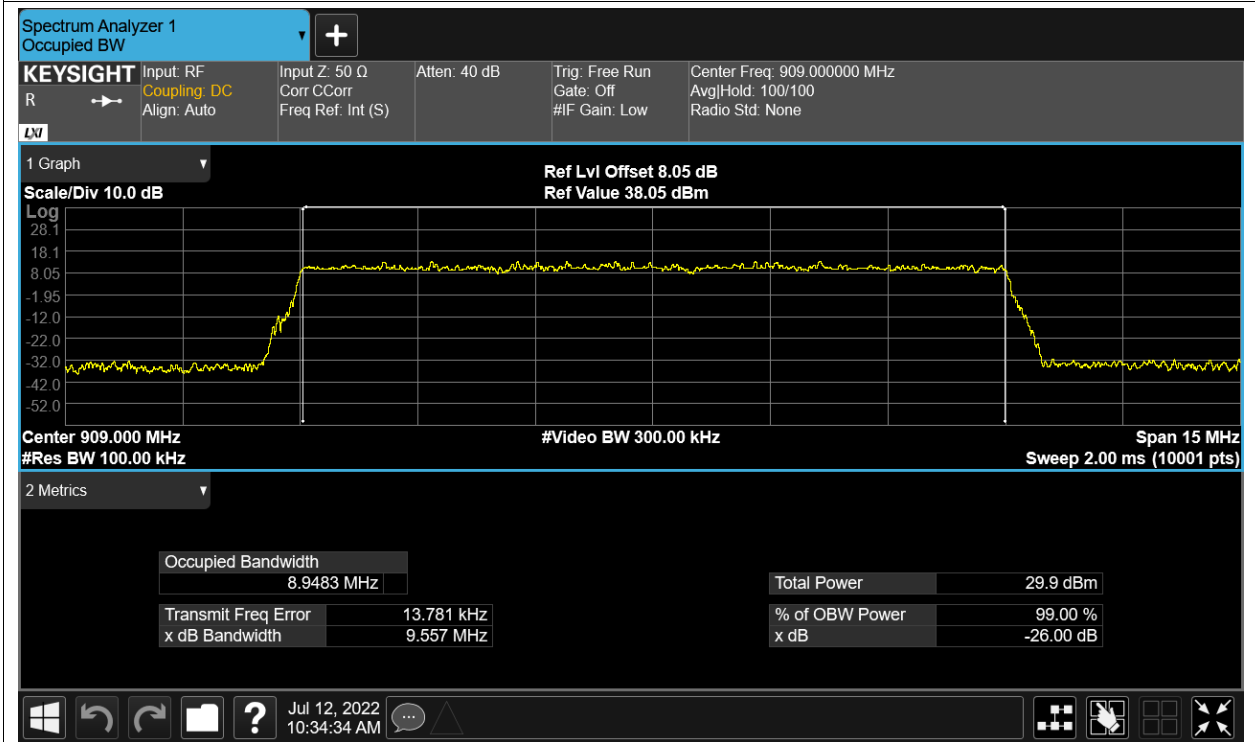 Spectrum Analyzer 1
Occupied BW
+
KEYSIGHT
R
LXI
Input: RF
Coupling: DC
Align: Auto
Input Z: 50 Ω
Corr CCorr
Freq Ref: Int (S)
Atten: 40 dB
Trig: Free Run
Gate: Off
#IF Gain: Low
Center Freq: 909.000000 MHz
Avg|Hold: 100/100
Radio Std: None
1 Graph
Scale/Div 10.0 dB
Ref Lvl Offset 8.05 dB
Ref Value 38.05 dBm
Log
28.1
18.1
8.05
-1.95
-12.0
-22.0
-32.0
-42.0
-52.0
Center 909.000 MHz
#Video BW 300.00 kHz
Span 15 MHz
#Res BW 100.00 kHz
Sweep 2.00 ms (10001 pts)
2 Metrics
Occupied Bandwidth
8.9483 MHz
Total Power 29.9 dBm
Transmit Freq Error 13.781 kHz
% of OBW Power 99.00 %
x dB Bandwidth 9.557 MHz
x dB -26.00 dB
?
Jul 12, 2022
10:34:34 AM